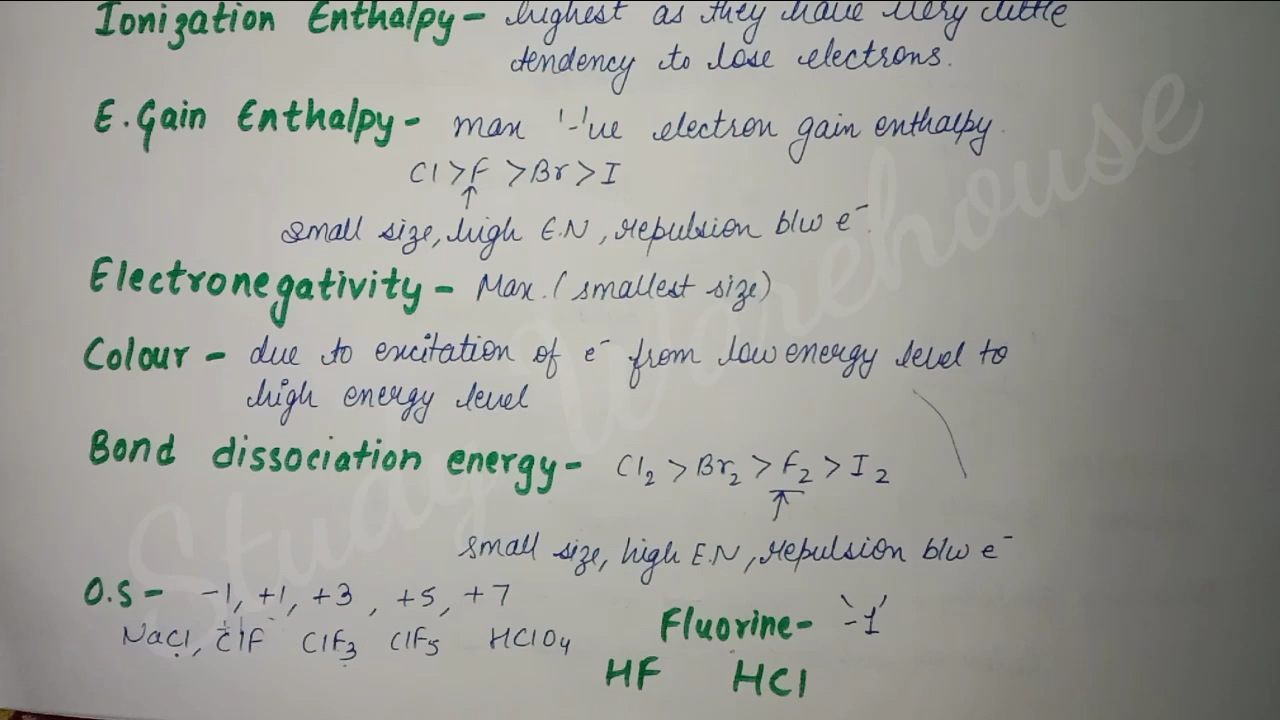 Ionization Enthalpy - highest as they have very little
tendency to lose electrons.
E. Gain Enthalpy - max '-'ve electron gain enthalpy.
Cl > F > Br > I
↑
small size, high E.N, repulsion b/w e⁻.
Electronegativity - Max. (smallest size)
Colour - due to excitation of e⁻ from low energy level to
high energy level
Bond dissociation energy - Cl₂ > Br₂ > F₂ > I₂
↑
small size, high E.N, repulsion b/w e⁻
O.S - -1, +1, +3, +5, +7
NaCl, ClF ClF₃ ClF₅ HClO₄
Fluorine - '-1'
HF HCl
Study Warehouse